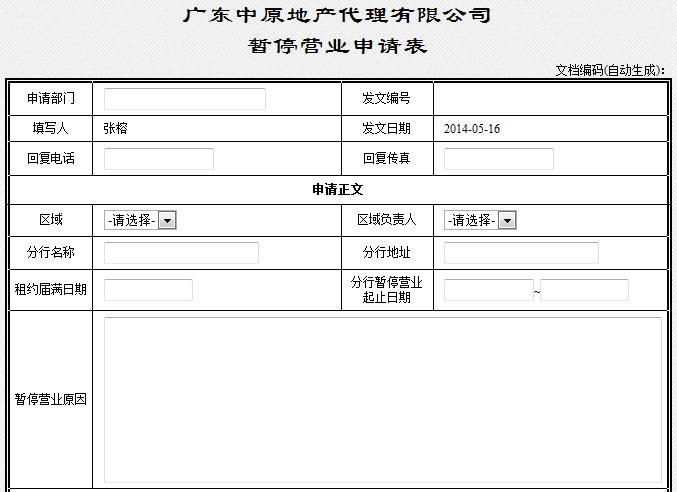 广东中原地产代理有限公司
暂停营业申请表
文档编码(自动生成):
申请部门 发文编号
填写人 张榕 发文日期 2014-05-16
回复电话 回复传真
申请正文
区域 -请选择- 区域负责人 -请选择-
分行名称 分行地址
租约届满日期 分行暂停营业
起止日期 ~
暂停营业原因